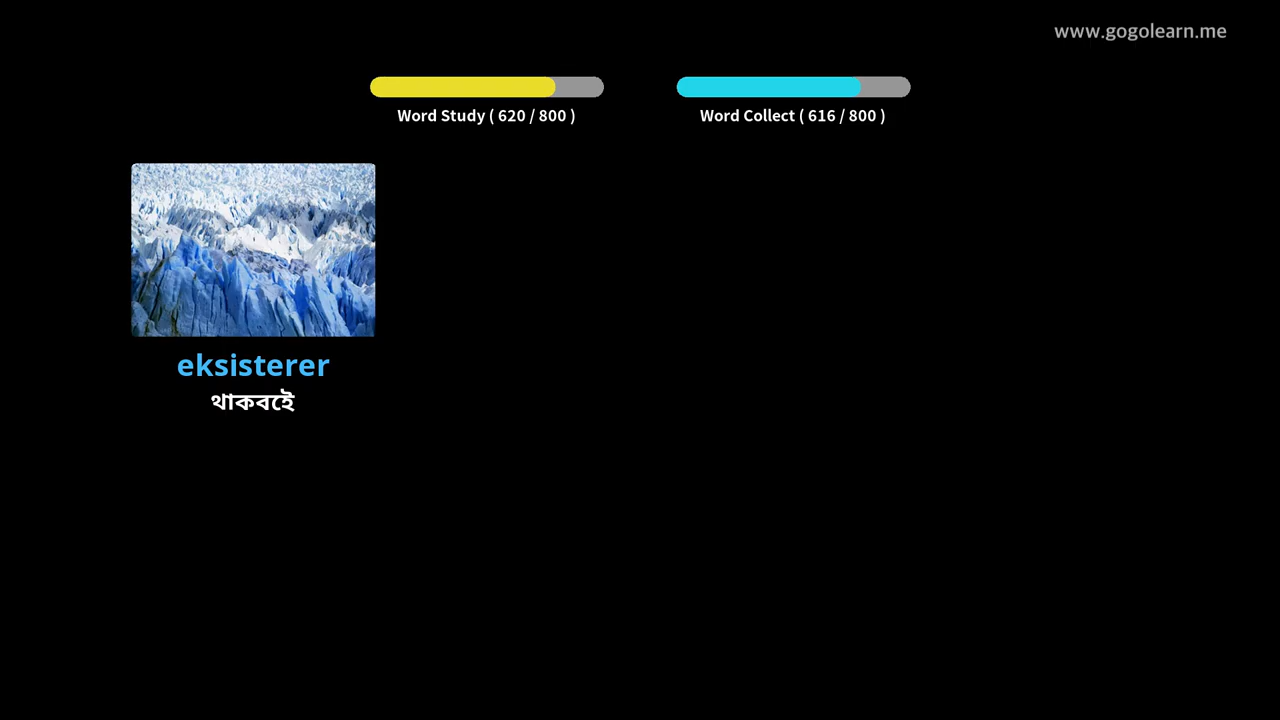 www.gogolearn.me
Word Study ( 620 / 800 )
Word Collect ( 616 / 800 )
eksisterer
থাকবেই